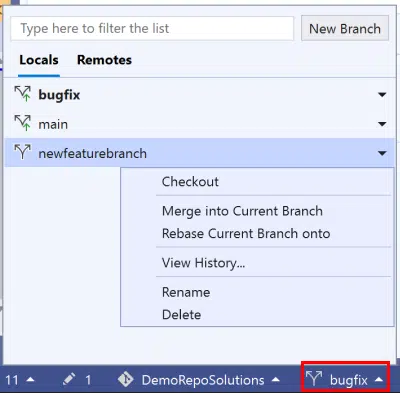 Type here to filter the list New Branch
Locals Remotes
bugfix
main
newfeaturebranch
Checkout
Merge into Current Branch
Rebase Current Branch onto
View History...
Rename
Delete
11 1 DemoRepoSolutions bugfix